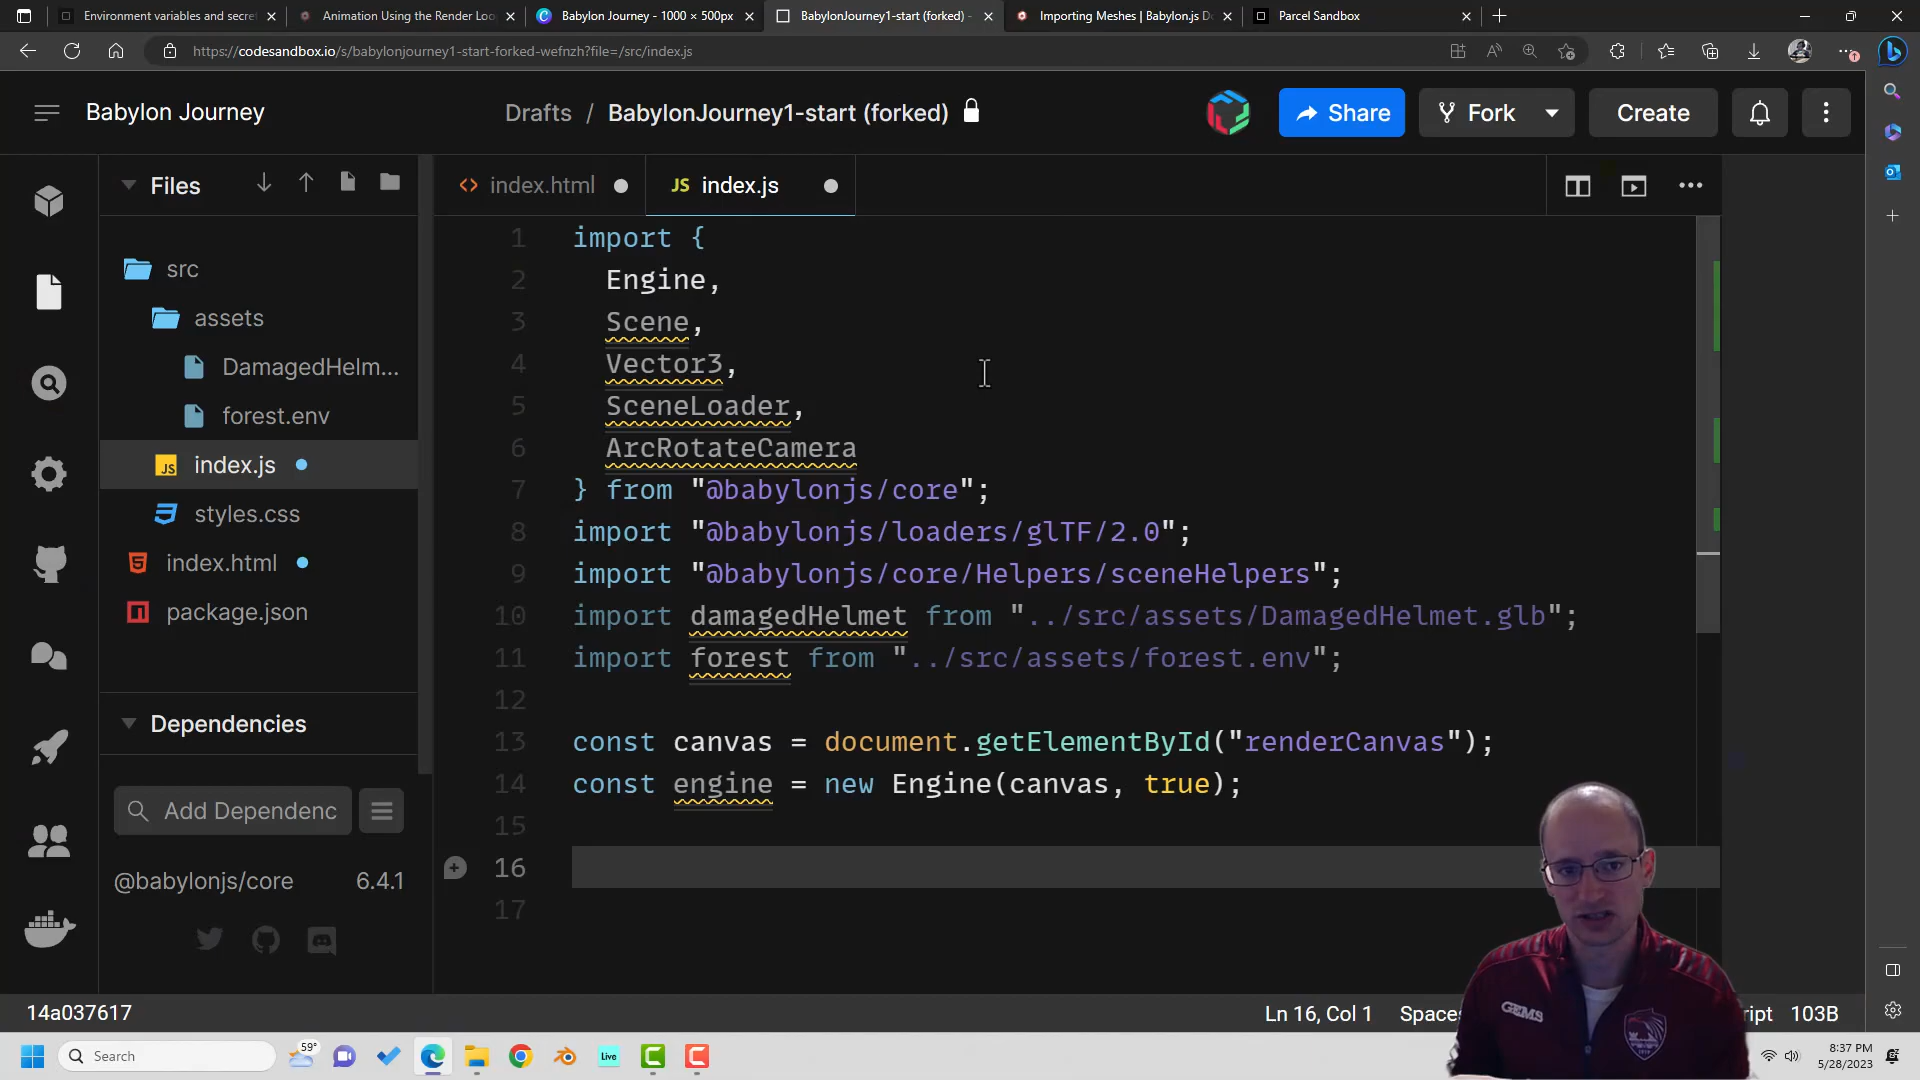 Environment variables and secre
Animation Using the Render Loo
Babylon Journey - 1000 × 500px
BabylonJourney1-start (forked) -
Importing Meshes | Babylon.js D
Parcel Sandbox
https://codesandbox.io/s/babylonjourney1-start-forked-wefnzh?file=/src/index.js
Babylon Journey
Drafts / BabylonJourney1-start (forked)
Share
Fork
Create
Files
index.html
JS index.js
src
assets
DamagedHelm...
forest.env
JS index.js
styles.css
index.html
package.json
Dependencies
Add Dependenc
@babylonjs/core 6.4.1
1 import {
2 Engine,
3 Scene,
4 Vector3,
5 SceneLoader,
6 ArcRotateCamera
7 } from "@babylonjs/core";
8 import "@babylonjs/loaders/glTF/2.0";
9 import "@babylonjs/core/Helpers/sceneHelpers";
10 import damagedHelmet from "../src/assets/DamagedHelmet.glb";
11 import forest from "../src/assets/forest.env";
12
13 const canvas = document.getElementById("renderCanvas");
14 const engine = new Engine(canvas, true);
15
16
17
GEMS
14a037617
Ln 16, Col 1
Spaces
ript
103B
Search
59°
Live
8:37 PM
5/28/2023